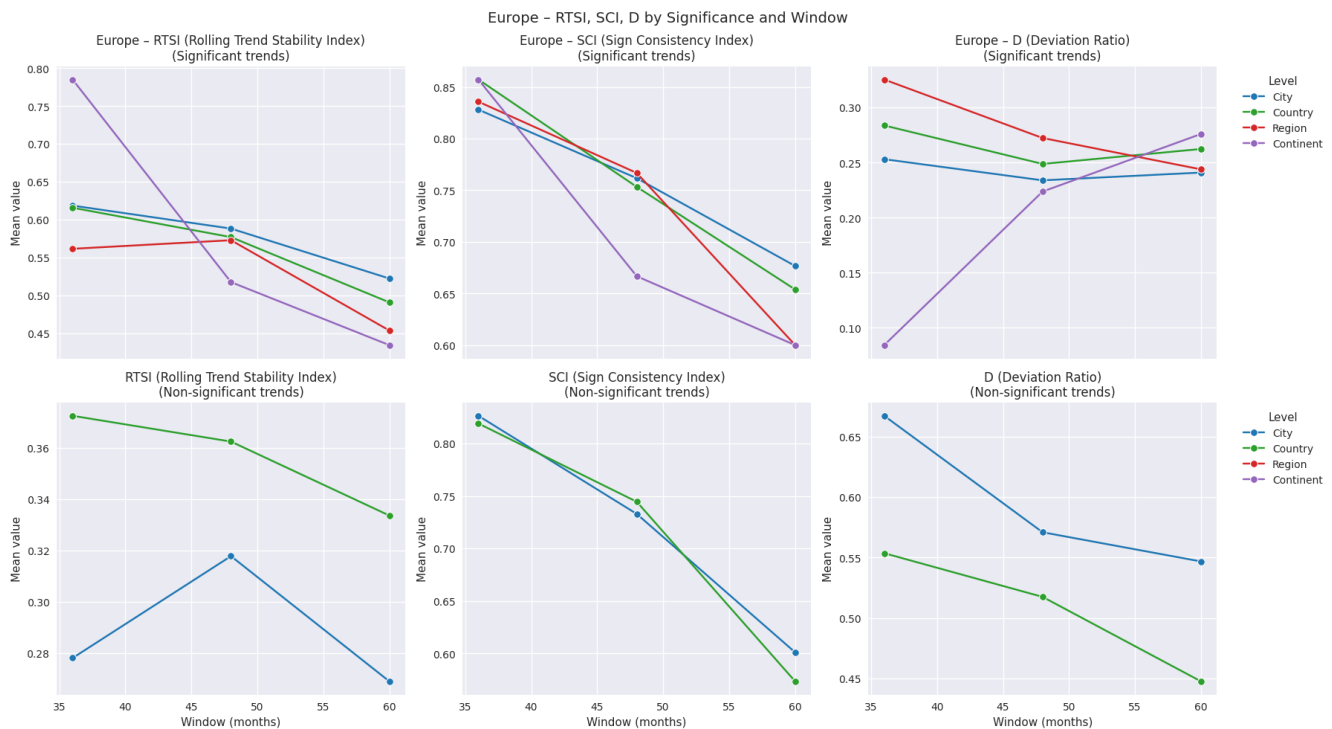 Europe – RTSI, SCI, D by Significance and Window
Europe – RTSI (Rolling Trend Stability Index)
(Significant trends)
Mean value
0.80
0.75
0.70
0.65
0.60
0.55
0.50
0.45
Europe – SCI (Sign Consistency Index)
(Significant trends)
Mean value
0.85
0.80
0.75
0.70
0.65
0.60
Europe – D (Deviation Ratio)
(Significant trends)
Mean value
0.30
0.25
0.20
0.15
0.10
Level
City
Country
Region
Continent
RTSI (Rolling Trend Stability Index)
(Non-significant trends)
Mean value
0.36
0.34
0.32
0.30
0.28
35 40 45 50 55 60
Window (months)
SCI (Sign Consistency Index)
(Non-significant trends)
Mean value
0.80
0.75
0.70
0.65
0.60
35 40 45 50 55 60
Window (months)
D (Deviation Ratio)
(Non-significant trends)
Mean value
0.65
0.60
0.55
0.50
0.45
35 40 45 50 55 60
Window (months)
Level
City
Country
Region
Continent